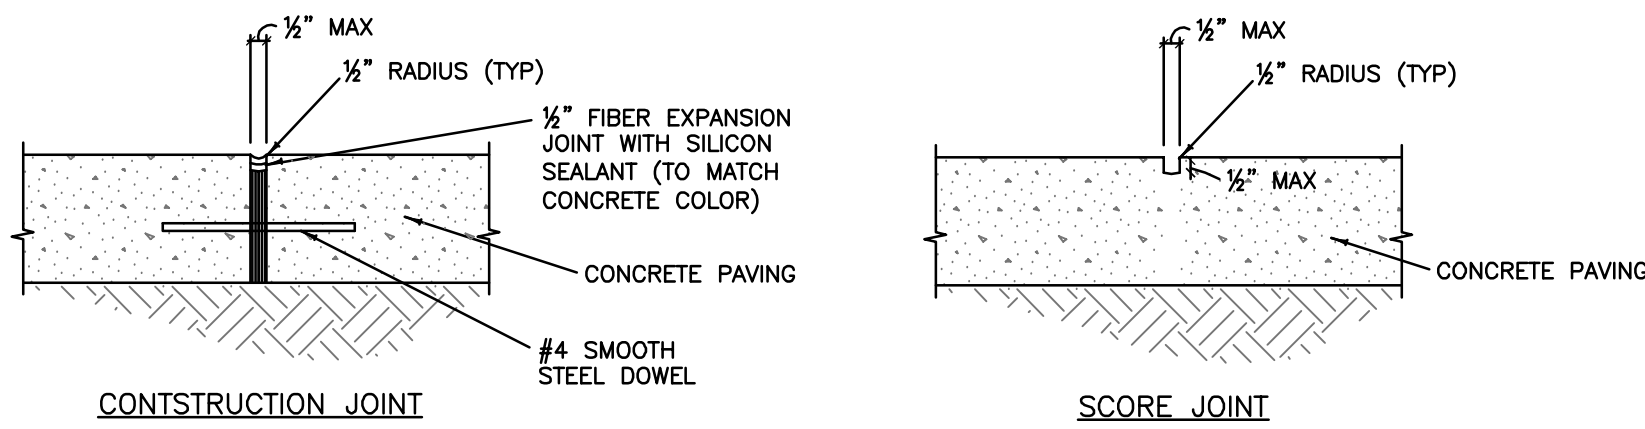 ½" MAX
½" RADIUS (TYP)
½" FIBER EXPANSION
JOINT WITH SILICON
SEALANT (TO MATCH
CONCRETE COLOR)
CONCRETE PAVING
#4 SMOOTH
STEEL DOWEL
CONTSTRUCTION JOINT
½" MAX
½" RADIUS (TYP)
½" MAX
CONCRETE PAVING
SCORE JOINT